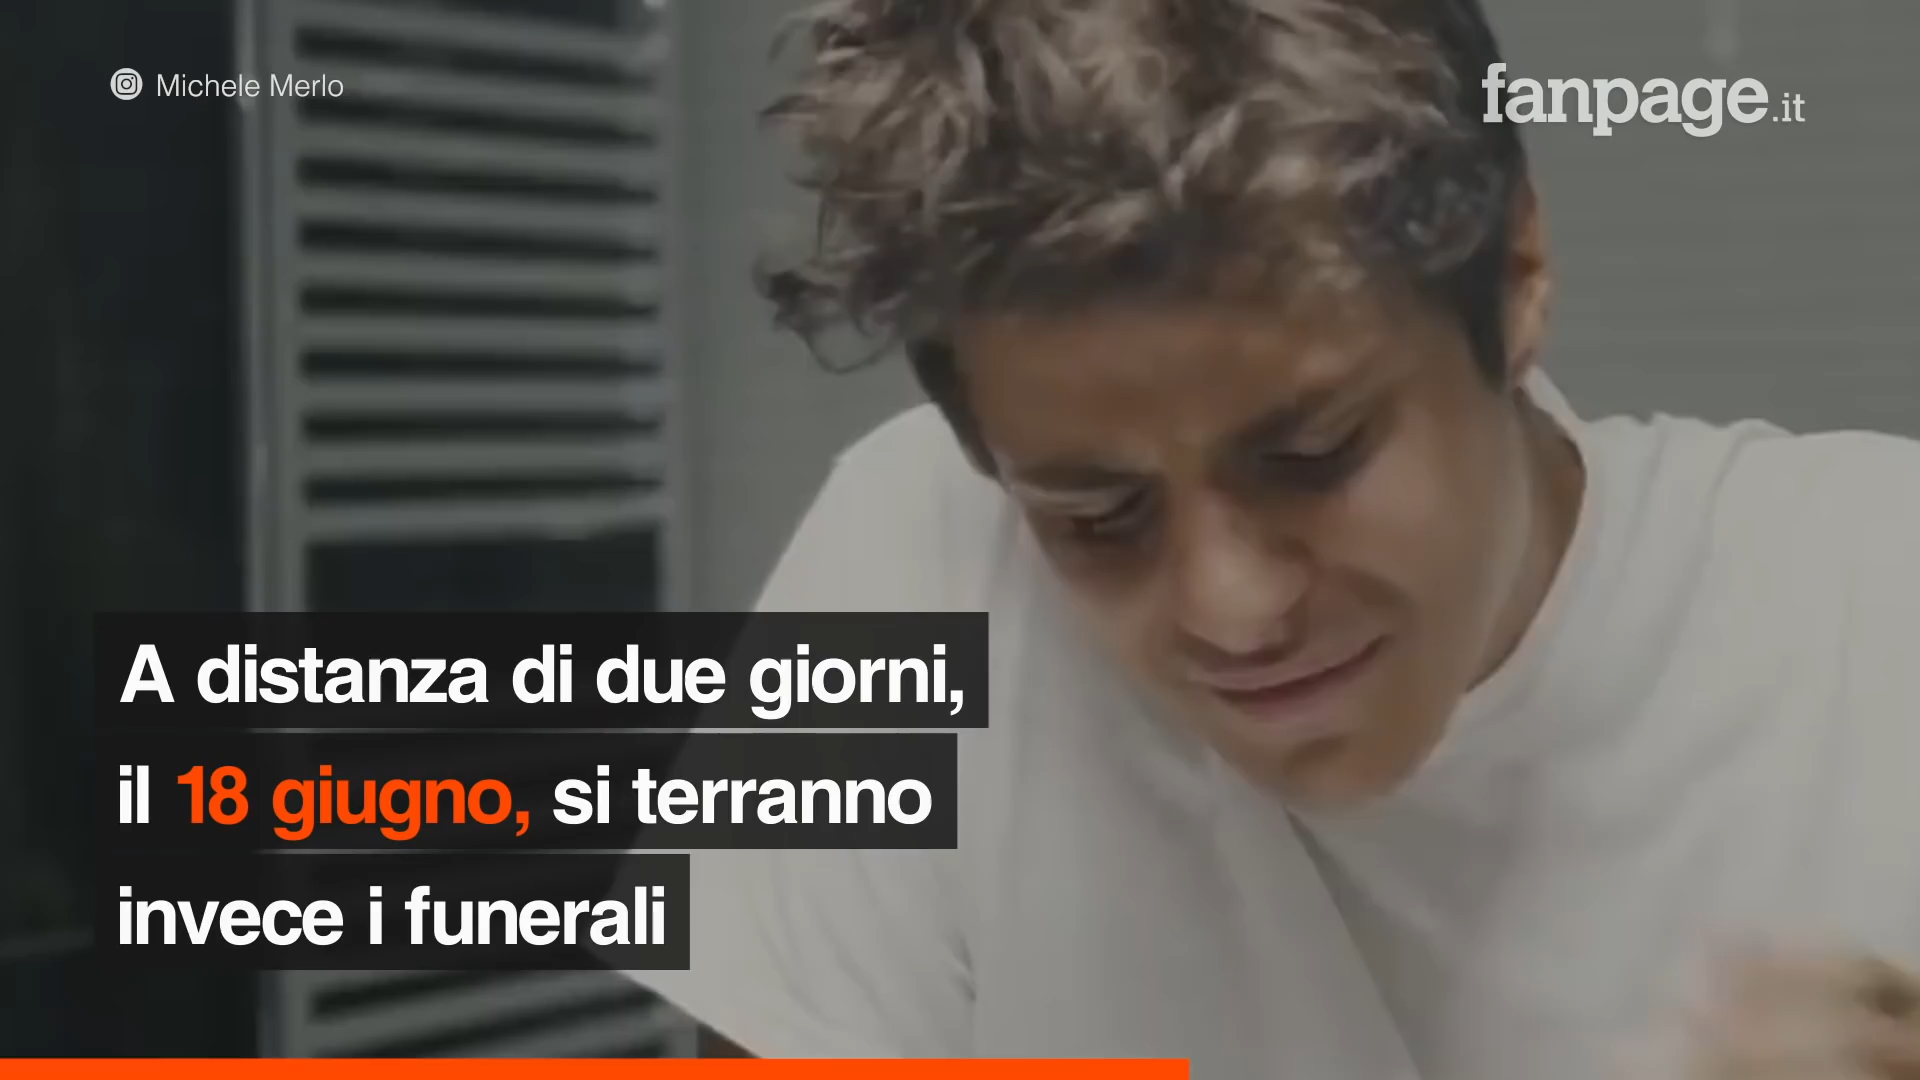 Michele Merlo
fanpage.it
A distanza di due giorni,
il 18 giugno, si terranno
invece i funerali